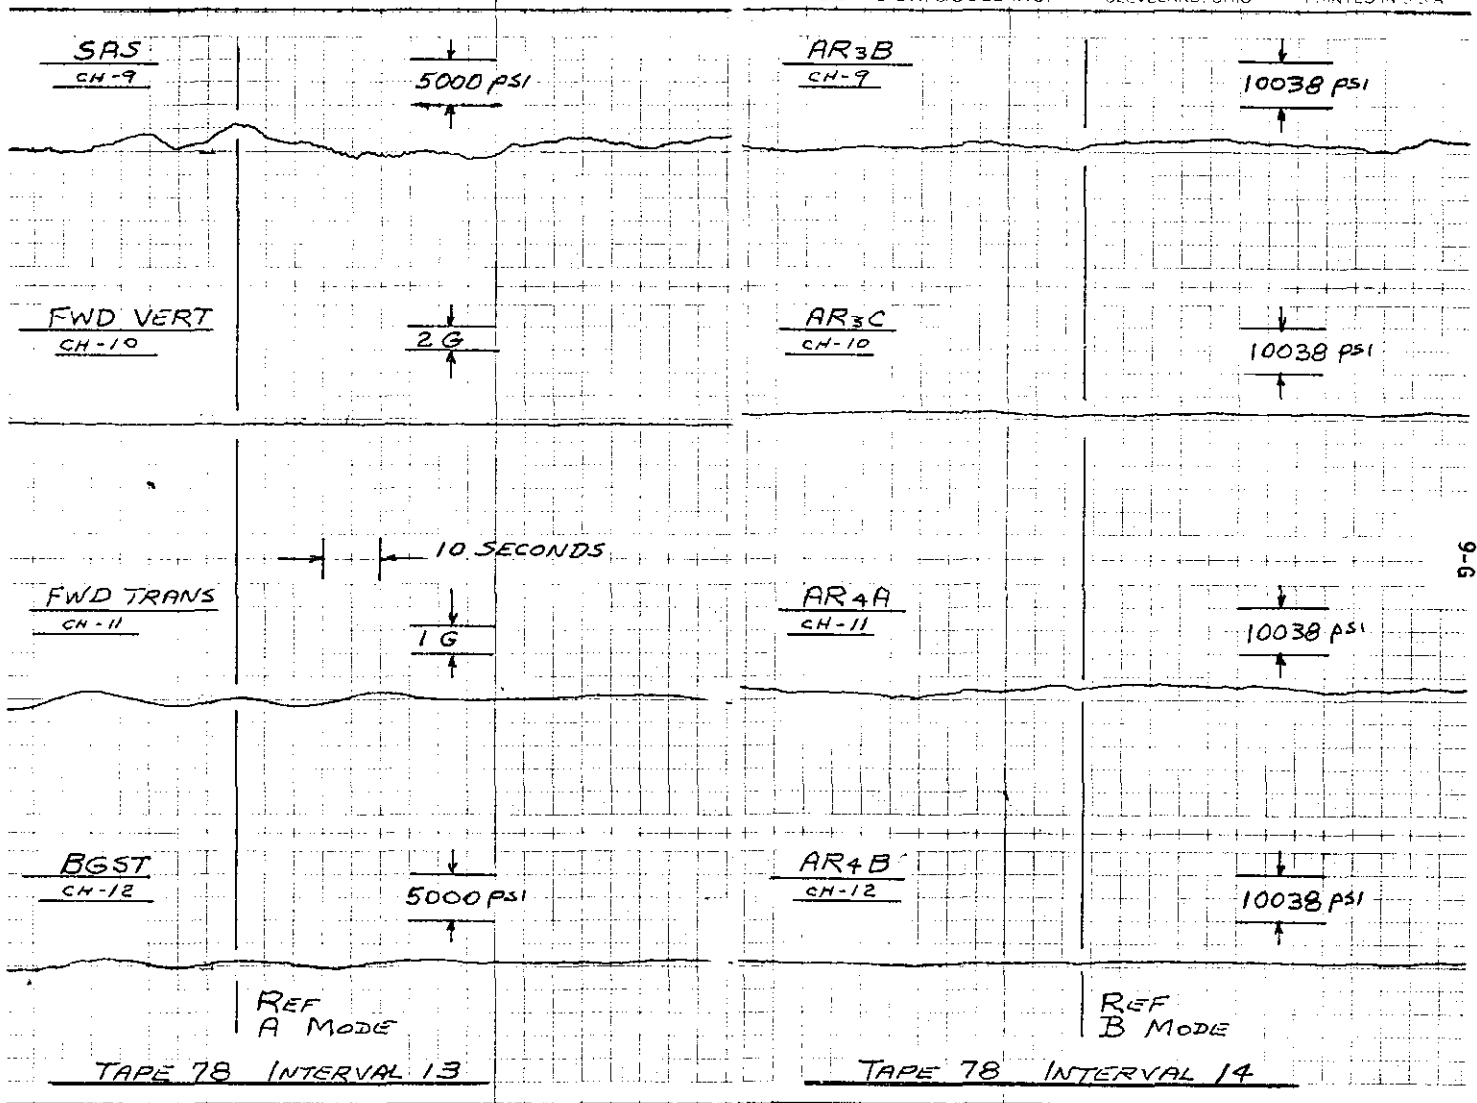 SAS
CH-9
5000 PSI
FWD VERT
CH-10
2 G
10 SECONDS
FWD TRANS
CH-11
1 G
BGST
CH-12
5000 PSI
REF
A MODE
TAPE 78 INTERVAL 13
AR3B
CH-9
10038 PSI
AR3C
CH-10
10038 PSI
AR4A
CH-11
10038 PSI
AR4B
CH-12
10038 PSI
REF
B MODE
TAPE 78 INTERVAL 14
G-6